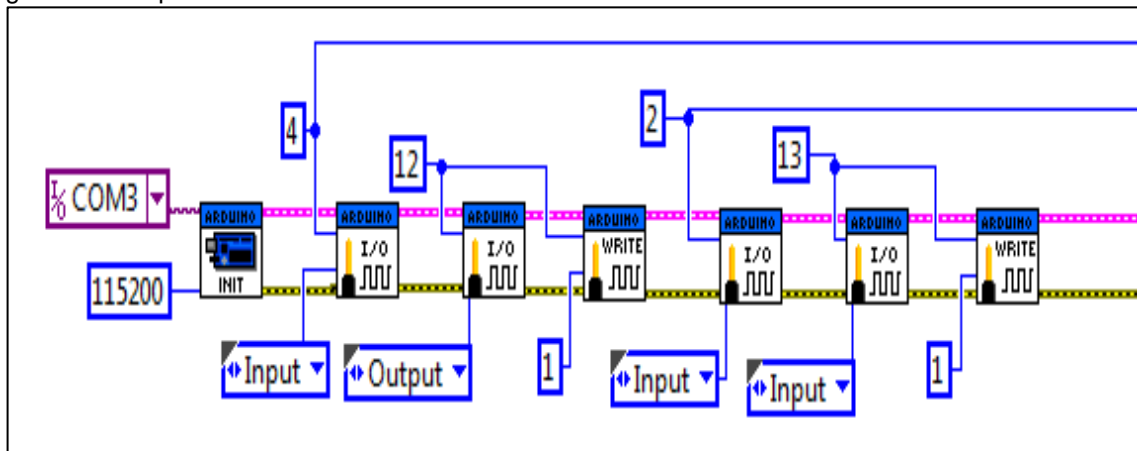 4
2
12
13
I/O COM3
ARDUINO ARDUINO ARDUINO ARDUINO ARDUINO ARDUINO ARDUINO
INIT I/O I/O WRITE I/O I/O WRITE
115200
Input Output 1 Input Input 1